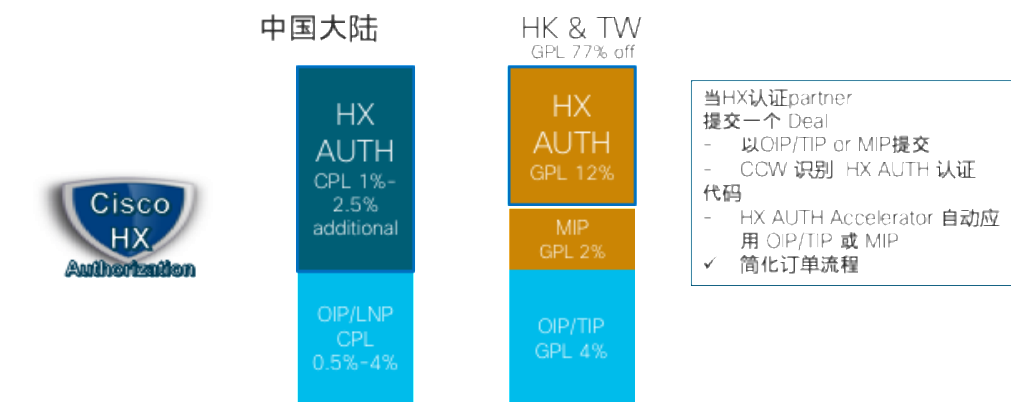 中国大陆
HK & TW
GPL 77% off
HX
AUTH
CPL 1%-
2.5%
additional
OIP/LNP
CPL
0.5%-4%
HX
AUTH
GPL 12%
MIP
GPL 2%
OIP/TIP
GPL 4%
Cisco
HX
Authorization
当HX认证partner
提交一个 Deal
- 以OIP/TIP or MIP提交
- CCW 识别 HX AUTH 认证
代码
- HX AUTH Accelerator 自动应
用 OIP/TIP 或 MIP
✓ 简化订单流程